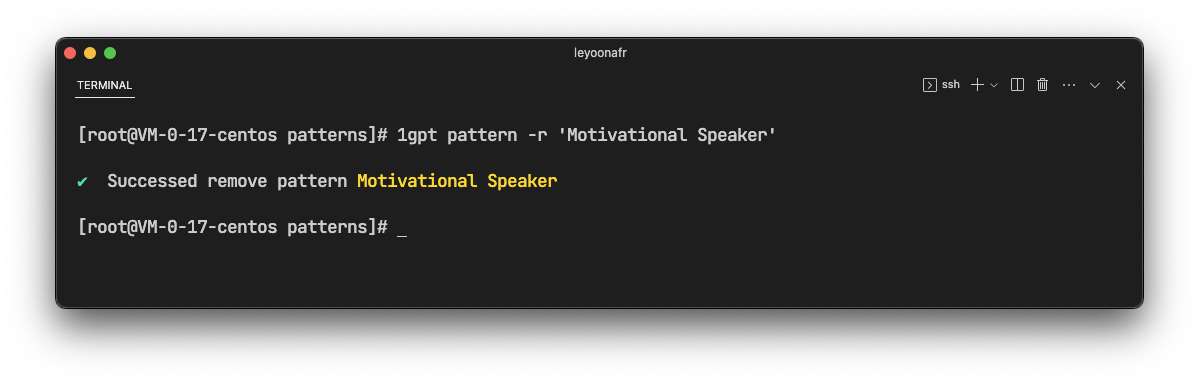 leyoonafr
TERMINAL
ssh
[root@VM-0-17-centos patterns]# 1gpt pattern -r 'Motivational Speaker'
✔ Successed remove pattern Motivational Speaker
[root@VM-0-17-centos patterns]# _